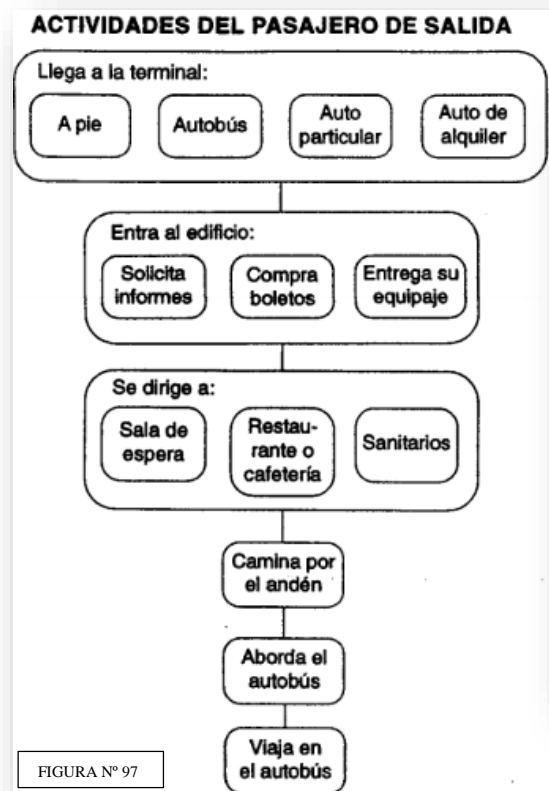 ACTIVIDADES DEL PASAJERO DE SALIDA
Llega a la terminal:
A pie
Autobús
Auto
particular
Auto de
alquiler
Entra al edificio:
Solicita
informes
Compra
boletos
Entrega su
equipaje
Se dirige a:
Sala de
espera
Restau-
rante o
cafetería
Sanitarios
Camina por
el andén
Aborda el
autobús
Viaja en
el autobús
FIGURA Nº 97